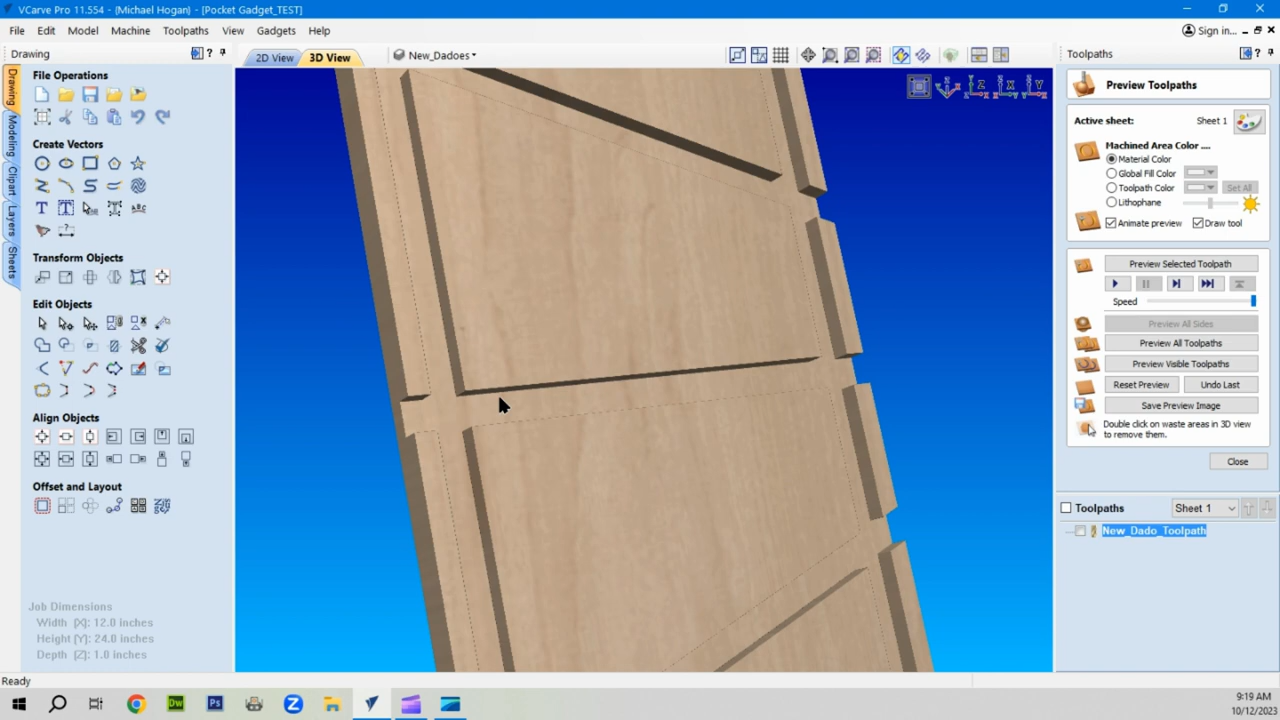 VCarve Pro 11.554 - (Michael Hogan) - [Pocket Gadget_TEST]
File Edit Model Machine Toolpaths View Gadgets Help
Sign in...
Drawing
2D View 3D View New_Dadoes
Toolpaths
Drawing
Modeling
Clipart
Layers
Sheets
File Operations
Create Vectors
Transform Objects
Edit Objects
Align Objects
Offset and Layout
Job Dimensions
Width (X): 12.0 inches
Height (Y): 24.0 inches
Depth (Z): 1.0 inches
Preview Toolpaths
Active sheet: Sheet 1
Machined Area Color ....
Material Color
Global Fill Color
Toolpath Color Set All
Lithophane
Animate preview Draw tool
Preview Selected Toolpath
Speed
Preview All Sides
Preview All Toolpaths
Preview Visible Toolpaths
Reset Preview Undo Last
Save Preview Image
Double click on waste areas in 3D view
to remove them.
Close
Toolpaths Sheet 1
New_Dado_Toolpath
Ready
9:19 AM
10/12/2023